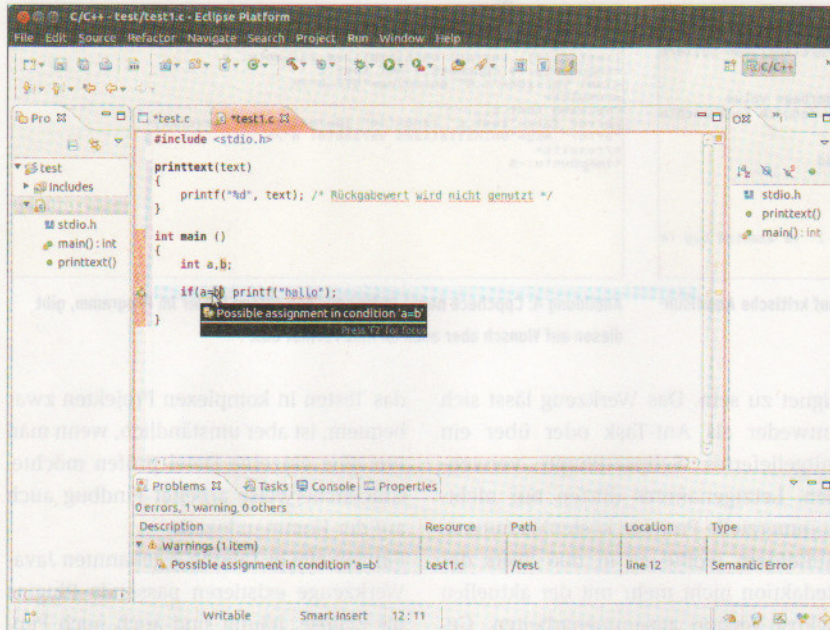 C/C++ - test/test1.c - Eclipse Platform
File Edit Source Refactor Navigate Search Project Run Window Help
C/C++
Pro
*test.c
*test1.c
test
Includes
stdio.h
main() : int
printtext()
#include <stdio.h>
printtext(text)
{
printf("%d", text); /* Rückgabewert wird nicht genutzt */
}
int main ()
{
int a,b;
if(a=b) printf("hallo");
Possible assignment in condition 'a=b'
Press 'F2' for focus
}
stdio.h
printtext()
main() : int
Problems
Tasks
Console
Properties
0 errors, 1 warning, 0 others
Description Resource Path Location Type
Warnings (1 item)
Possible assignment in condition 'a=b' test1.c /test line 12 Semantic Error
Writable Smart Insert 12 : 11